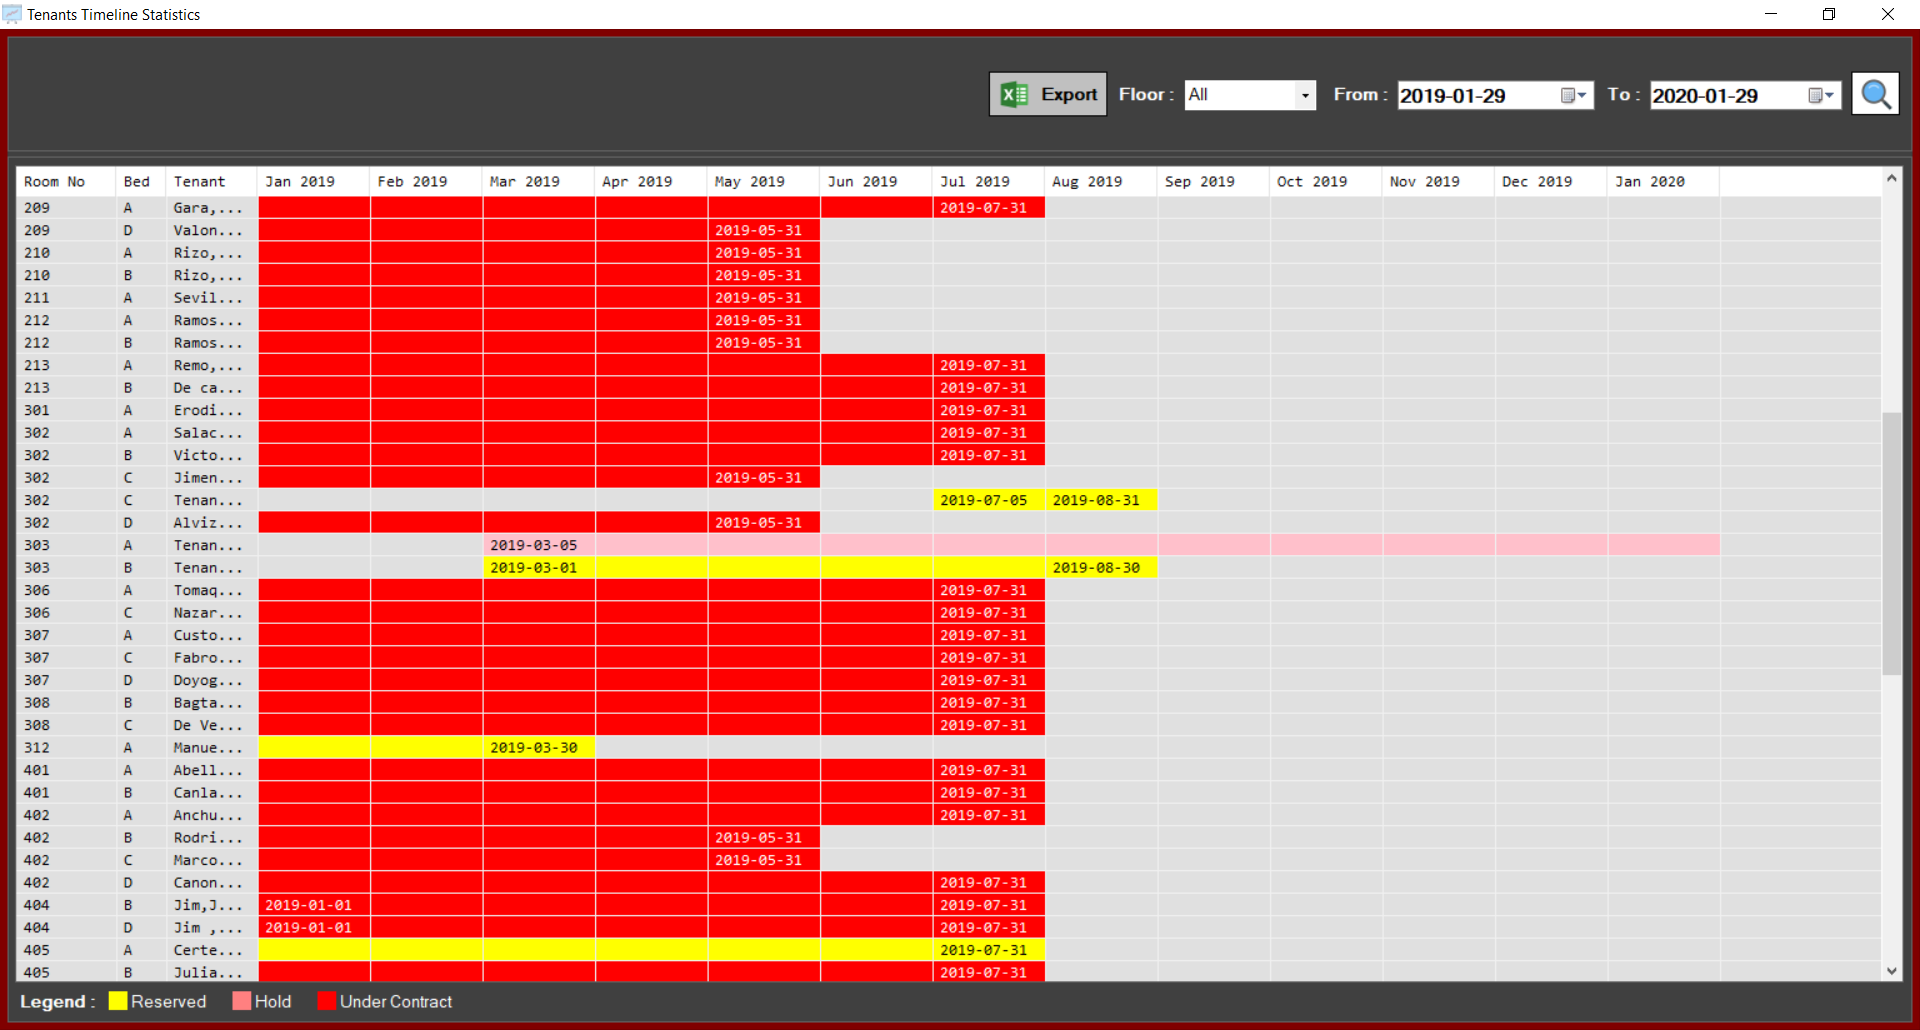 Tenants Timeline Statistics
Export Floor : All From : 2019-01-29 To : 2020-01-29
Room No Bed Tenant Jan 2019 Feb 2019 Mar 2019 Apr 2019 May 2019 Jun 2019 Jul 2019 Aug 2019 Sep 2019 Oct 2019 Nov 2019 Dec 2019 Jan 2020
209 A Gara,... 2019-07-31
209 D Valon... 2019-05-31
210 A Rizo,... 2019-05-31
210 B Rizo,... 2019-05-31
211 A Sevil... 2019-05-31
212 A Ramos... 2019-05-31
212 B Ramos... 2019-05-31
213 A Remo,... 2019-07-31
213 B De ca... 2019-07-31
301 A Erodi... 2019-07-31
302 A Salac... 2019-07-31
302 B Victo... 2019-07-31
302 C Jimen... 2019-05-31
302 C Tenan... 2019-07-05 2019-08-31
302 D Alviz... 2019-05-31
303 A Tenan... 2019-03-05
303 B Tenan... 2019-03-01 2019-08-30
306 A Tomaq... 2019-07-31
306 C Nazar... 2019-07-31
307 A Custo... 2019-07-31
307 C Fabro... 2019-07-31
307 D Doyog... 2019-07-31
308 B Bagta... 2019-07-31
308 C De Ve... 2019-07-31
312 A Manue... 2019-03-30
401 A Abell... 2019-07-31
401 B Canla... 2019-07-31
402 A Anchu... 2019-07-31
402 B Rodri... 2019-05-31
402 C Marco... 2019-05-31
402 D Canon... 2019-07-31
404 B Jim,J... 2019-01-01 2019-07-31
404 D Jim ,... 2019-01-01 2019-07-31
405 A Certe... 2019-07-31
405 B Julia... 2019-07-31
Legend : Reserved Hold Under Contract